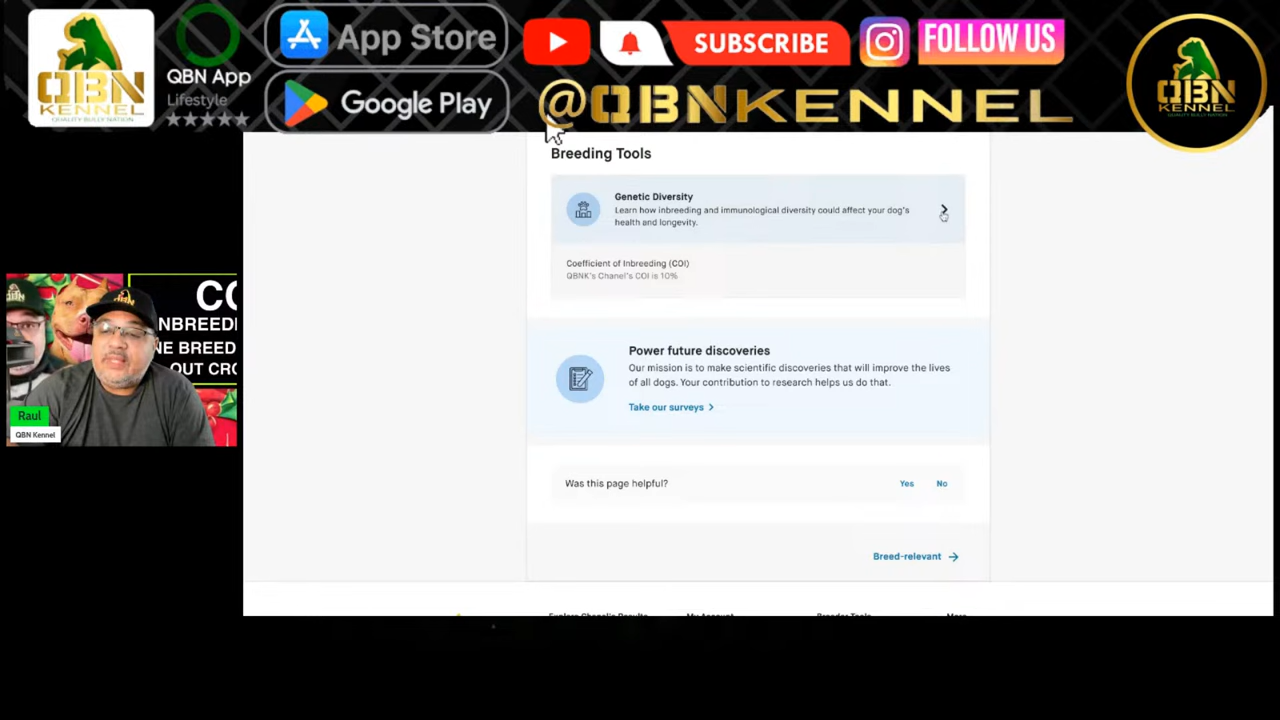 QBN
KENNEL
QUALITY BULLY NATION
QBN App
Lifestyle
App Store
Google Play
SUBSCRIBE
FOLLOW US
@QBNKENNEL
QBN
KENNEL
Breeding Tools
Genetic Diversity
Learn how inbreeding and immunological diversity could affect your dog's
health and longevity.
Coefficient of Inbreeding (COI)
QBNK's Chanel's COI is 10%
Power future discoveries
Our mission is to make scientific discoveries that will improve the lives
of all dogs. Your contribution to research helps us do that.
Take our surveys
Was this page helpful?
Yes No
Breed-relevant
CO
NBREEDI
NE BREED
OUT CRO
Raul
QBN Kennel